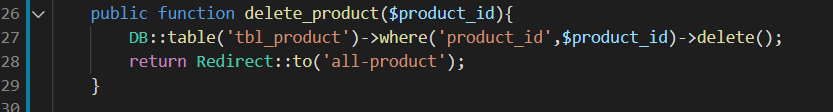 26 public function delete_product($product_id){
27 DB::table('tbl_product')->where('product_id',$product_id)->delete();
28 return Redirect::to('all-product');
29 }
30